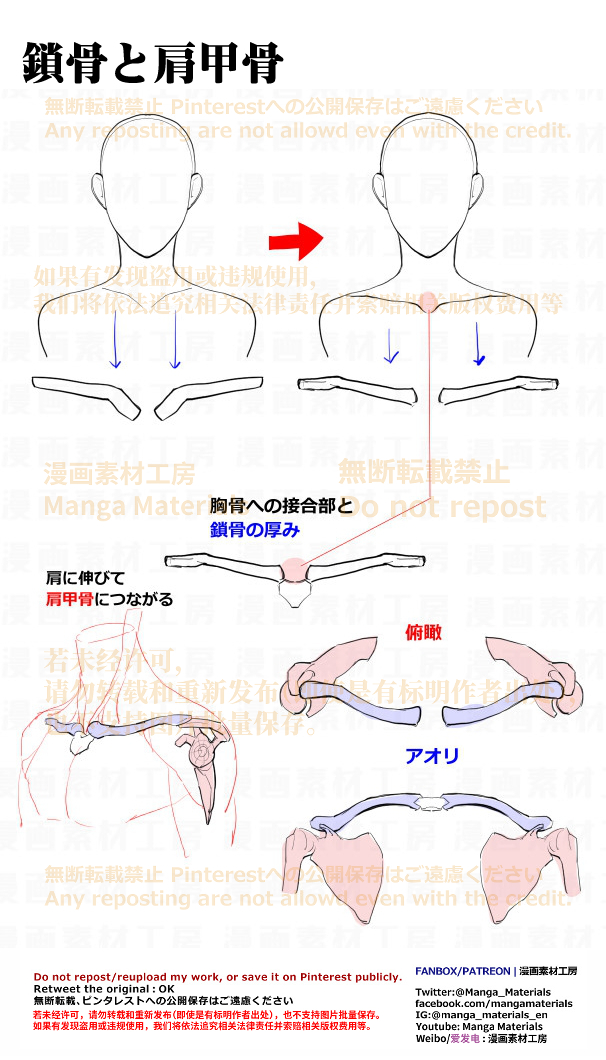 鎖骨と肩甲骨
無断転載禁止 Pinterestへの公開保存はご遠慮ください
Any reposting are not allowd even with the credit.
如果有发现盗用或违规使用,
我们将依法追究相关法律责任并索赔相关版权费用等
漫画素材工房
Manga Materials
無断転載禁止
Do not repost
胸骨への接合部と
鎖骨の厚み
肩に伸びて
肩甲骨につながる
俯瞰
若未经许可,
请勿转载和重新发布(即使是有标明作者出处),
也不支持图片批量保存。
アオリ
無断転載禁止 Pinterestへの公開保存はご遠慮ください
Any reposting are not allowd even with the credit.
Do not repost/reupload my work, or save it on Pinterest publicly.
Retweet the original : OK
無断転載、ピンタレストへの公開保存はご遠慮ください
若未经许可，请勿转载和重新发布(即使是有标明作者出处)，也不支持图片批量保存。
如果有发现盗用或违规使用，我们将依法追究相关法律责任并索赔相关版权费用等。
FANBOX/PATREON | 漫画素材工房
Twitter:@Manga_Materials
facebook.com/mangamaterials
IG:@manga_materials_en
Youtube: Manga Materials
Weibo/爱发电 : 漫画素材工房